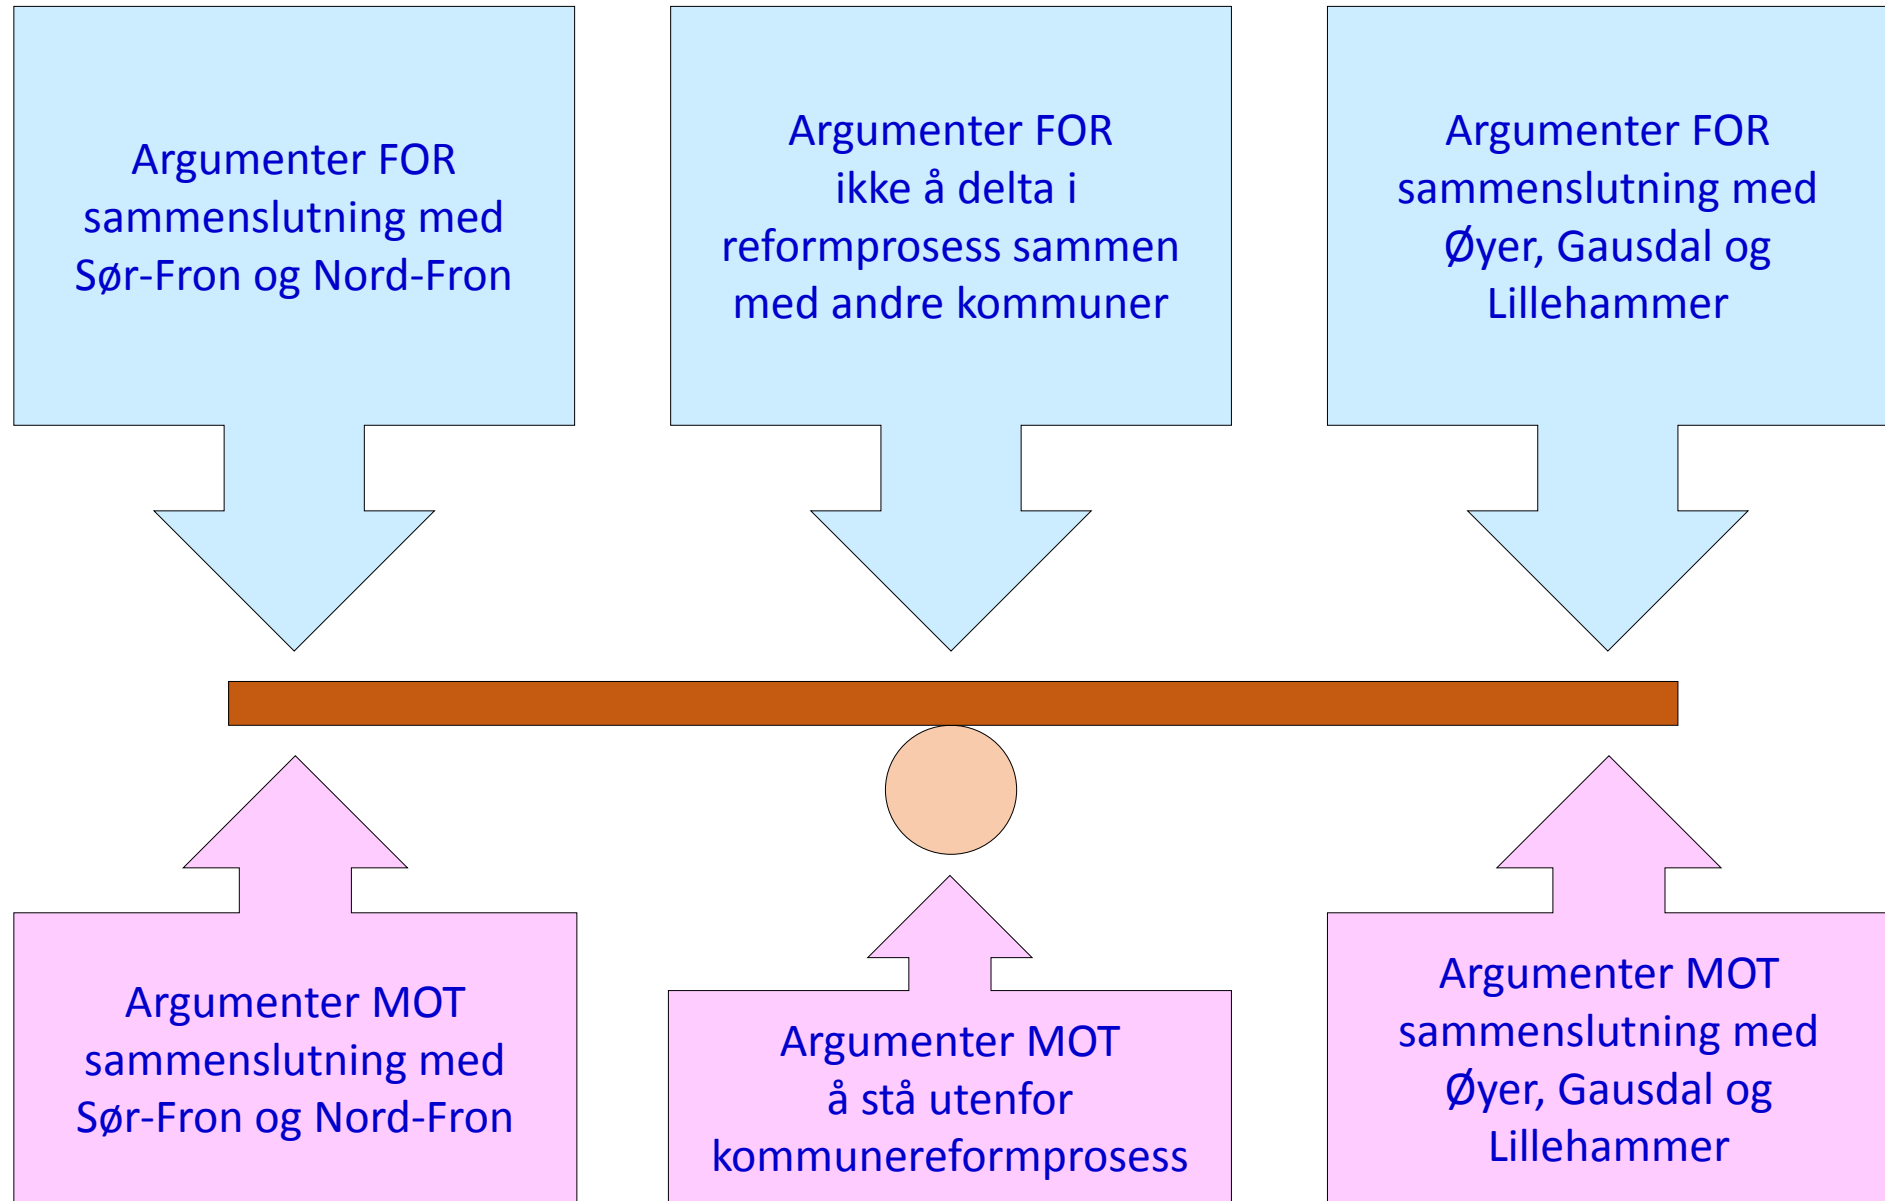 Argumenter FOR
sammenslutning med
Sør-Fron og Nord-Fron
Argumenter FOR
ikke å delta i
reformprosess sammen
med andre kommuner
Argumenter FOR
sammenslutning med
Øyer, Gausdal og
Lillehammer
Argumenter MOT
sammenslutning med
Sør-Fron og Nord-Fron
Argumenter MOT
å stå utenfor
kommunereformprosess
Argumenter MOT
sammenslutning med
Øyer, Gausdal og
Lillehammer